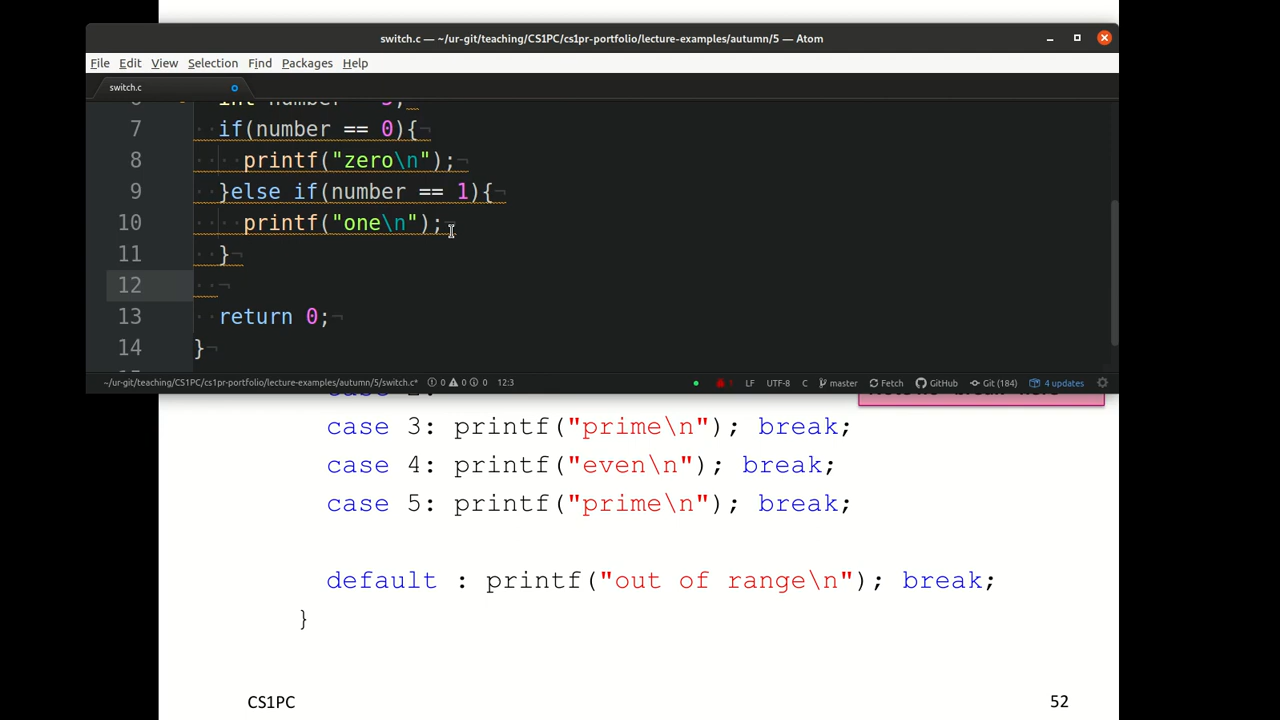 switch.c — ~/ur-git/teaching/CS1PC/cs1pr-portfolio/lecture-examples/autumn/5 — Atom
File Edit View Selection Find Packages Help
switch.c
7 if(number == 0){
8 printf("zero\n");
9 }else if(number == 1){
10 printf("one\n");
11 }
12
13 return 0;
14 }
~/ur-git/teaching/CS1PC/cs1pr-portfolio/lecture-examples/autumn/5/switch.c* 0 0 0 12:3 1 LF UTF-8 C master Fetch GitHub Git (184) 4 updates
case 3: printf("prime\n"); break;
case 4: printf("even\n"); break;
case 5: printf("prime\n"); break;
default : printf("out of range\n"); break;
}
CS1PC 52